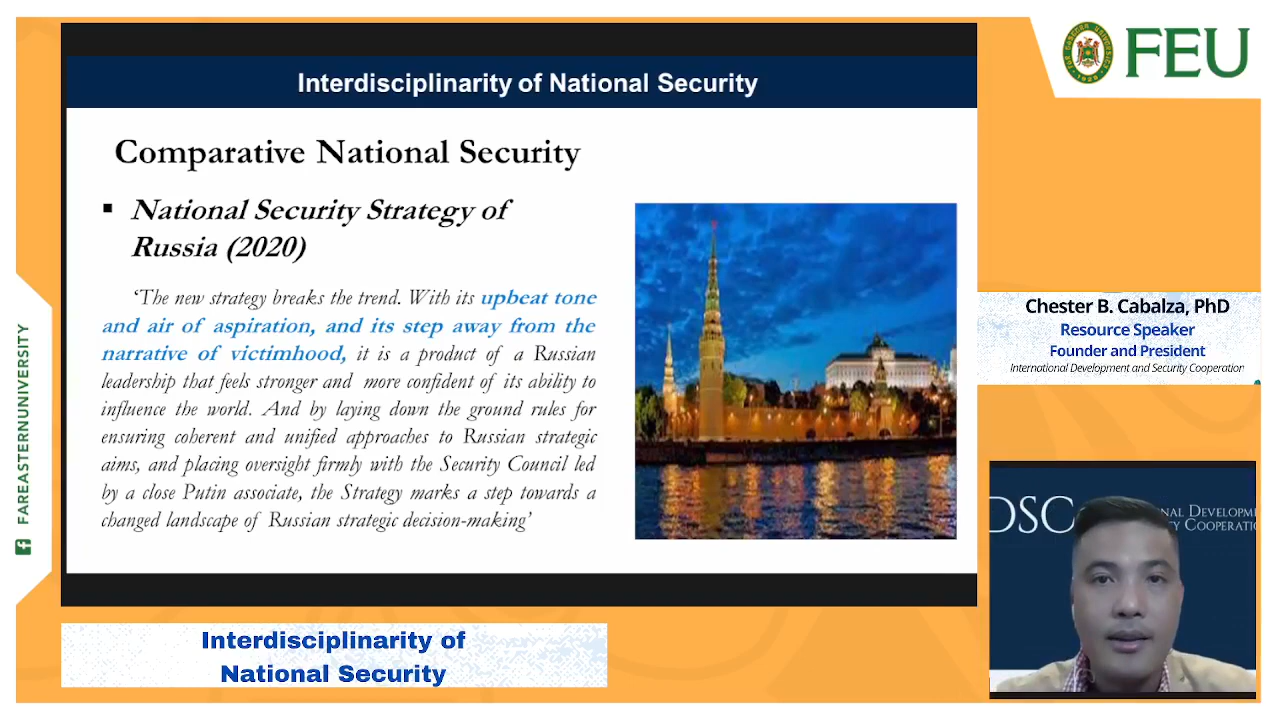 FEU
Interdisciplinarity of National Security
Comparative National Security
▪ National Security Strategy of
Russia (2020)
‘The new strategy breaks the trend. With its upbeat tone
and air of aspiration, and its step away from the
narrative of victimhood, it is a product of a Russian
leadership that feels stronger and more confident of its ability to
influence the world. And by laying down the ground rules for
ensuring coherent and unified approaches to Russian strategic
aims, and placing oversight firmly with the Security Council led
by a close Putin associate, the Strategy marks a step towards a
changed landscape of Russian strategic decision-making’
Chester B. Cabalza, PhD
Resource Speaker
Founder and President
International Development and Security Cooperation
FAREASTERNUNIVERSITY
DSC
NAL DEVELOPME
Y COOPERATIO
Interdisciplinarity of
National Security